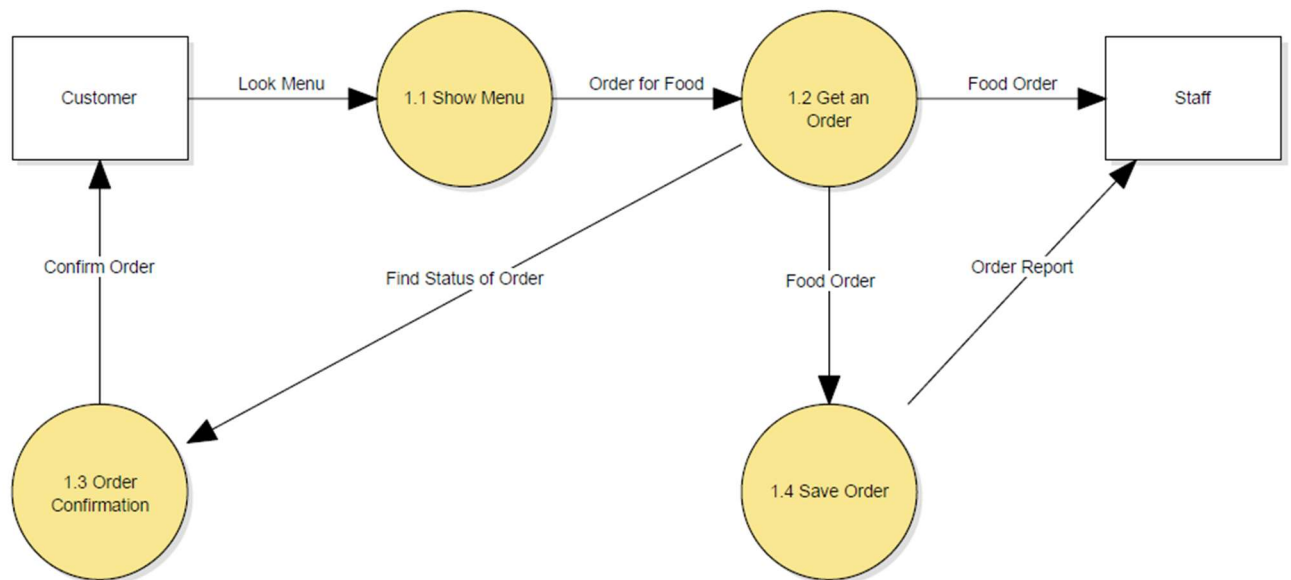 Customer
Look Menu
1.1 Show Menu
Order for Food
1.2 Get an
Order
Food Order
Staff
Confirm Order
Find Status of Order
Food Order
Order Report
1.3 Order
Confirmation
1.4 Save Order